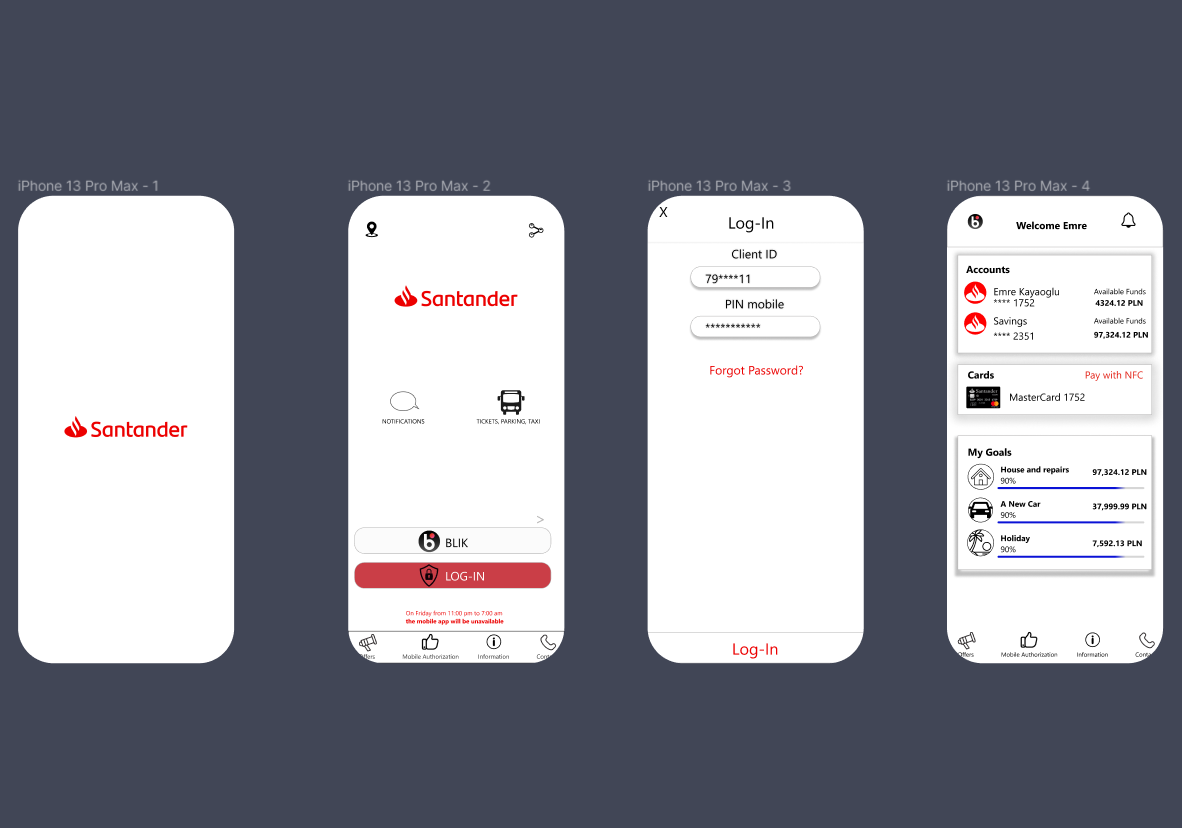 iPhone 13 Pro Max - 1
Santander
iPhone 13 Pro Max - 2
Santander
NOTIFICATIONS
TICKETS, PARKING, TAXI
>
BLIK
LOG-IN
On Friday from 11:00 pm to 7:00 am
the mobile app will be unavailable
ffers
Mobile Authorization
Information
Conta
iPhone 13 Pro Max - 3
X
Log-In
Client ID
79****11
PIN mobile
***********
Forgot Password?
Log-In
iPhone 13 Pro Max - 4
Welcome Emre
Accounts
Emre Kayaoglu
Available Funds
**** 1752
4324.12 PLN
Savings
Available Funds
**** 2351
97,324.12 PLN
Cards
Pay with NFC
Santander
MasterCard 1752
My Goals
House and repairs
97,324.12 PLN
90%
A New Car
37,999.99 PLN
90%
Holiday
7,592.13 PLN
90%
Offers
Mobile Authorization
Information
Conta